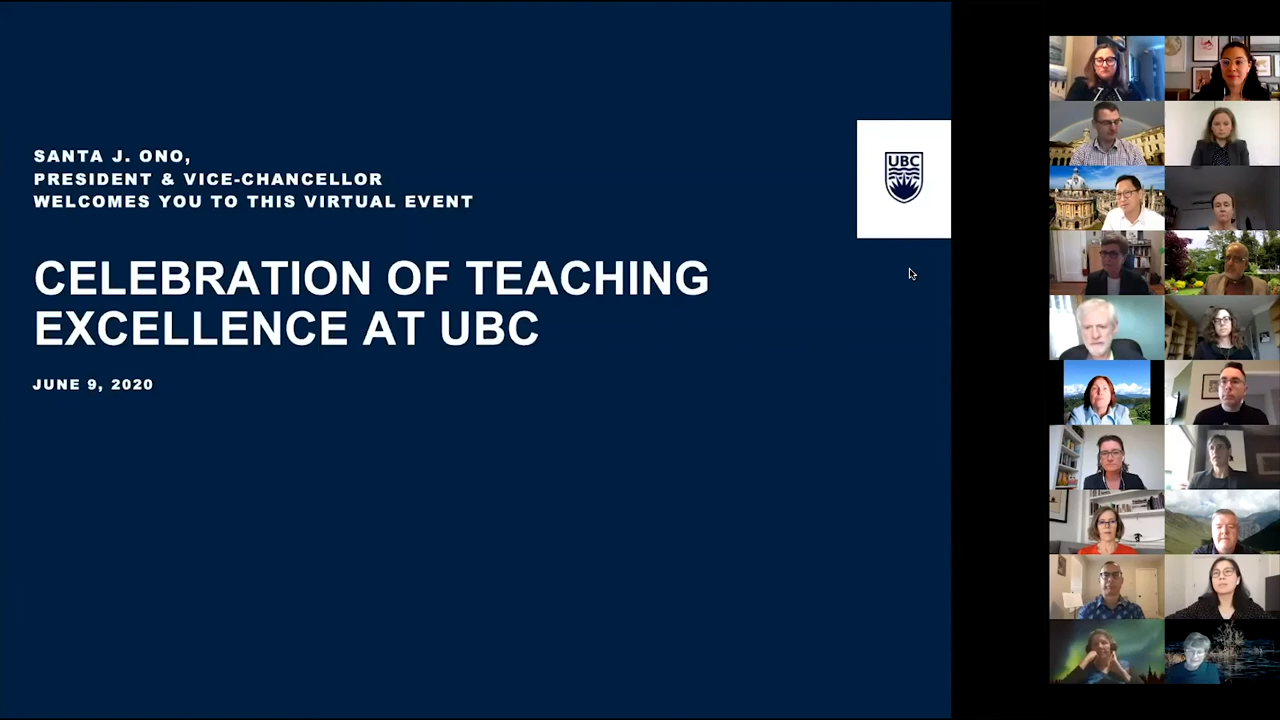 SANTA J. ONO,
PRESIDENT & VICE-CHANCELLOR
WELCOMES YOU TO THIS VIRTUAL EVENT
CELEBRATION OF TEACHING
EXCELLENCE AT UBC
JUNE 9, 2020
UBC